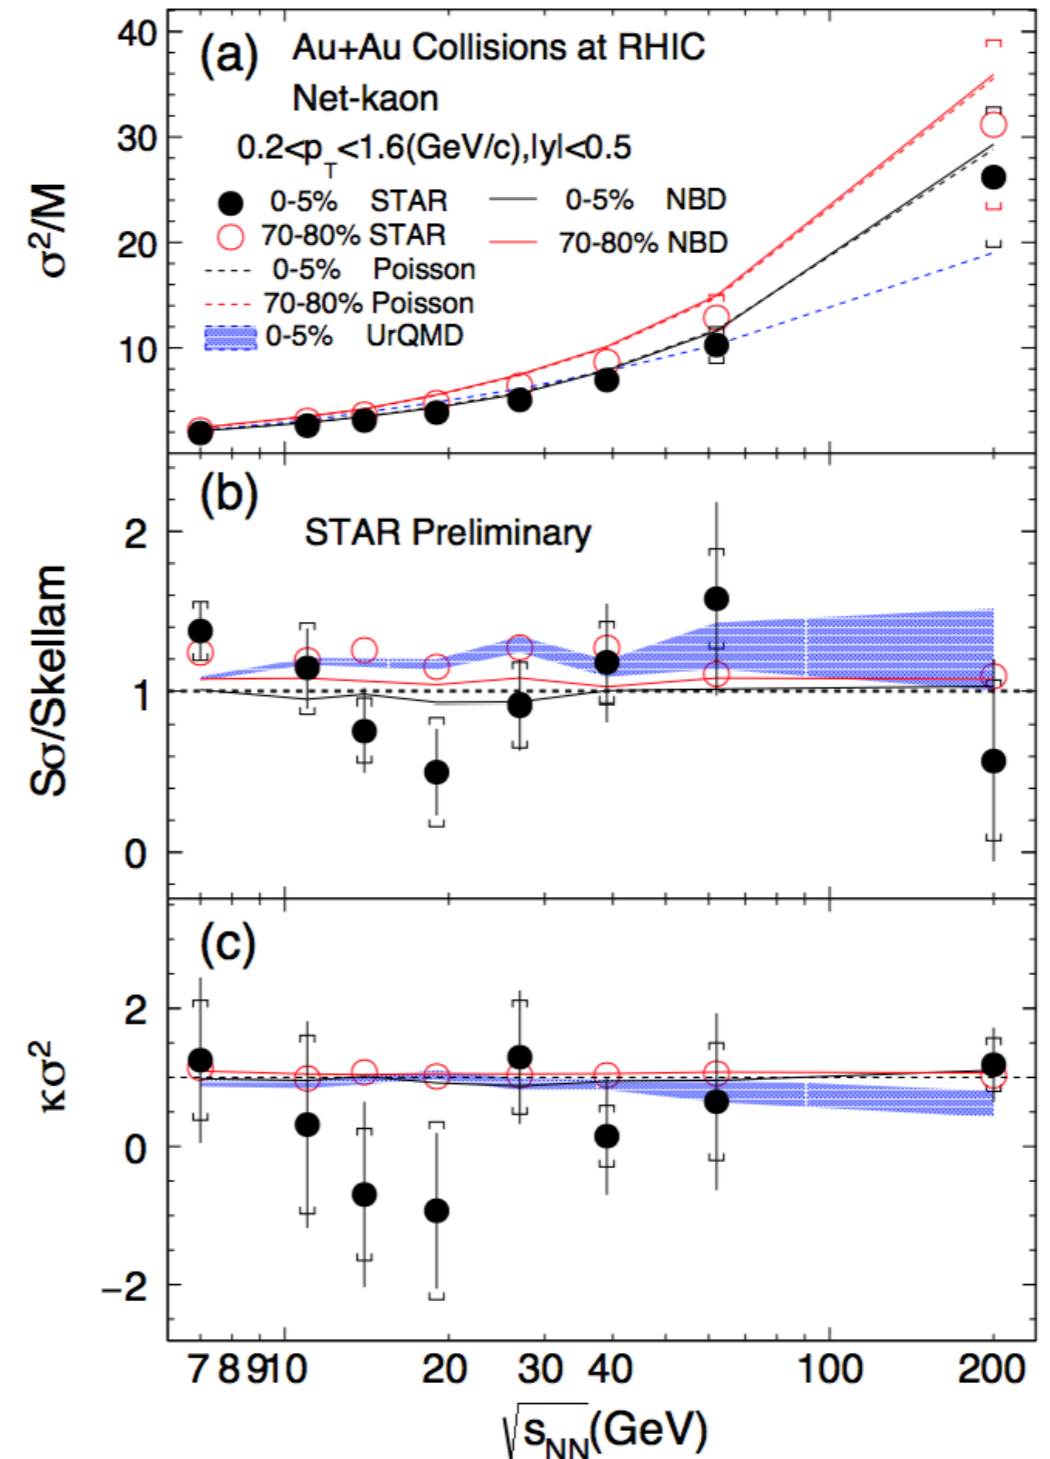 (a) Au+Au Collisions at RHIC
Net-kaon
0.2<p_T<1.6(GeV/c),|y|<0.5
0-5% STAR
0-5% NBD
70-80% STAR
70-80% NBD
0-5% Poisson
70-80% Poisson
0-5% UrQMD
σ²/M
40
30
20
10
(b)
STAR Preliminary
Sσ/Skellam
2
1
0
(c)
κσ²
2
0
−2
7 8 9 10 20 30 40 100 200
√s_NN(GeV)